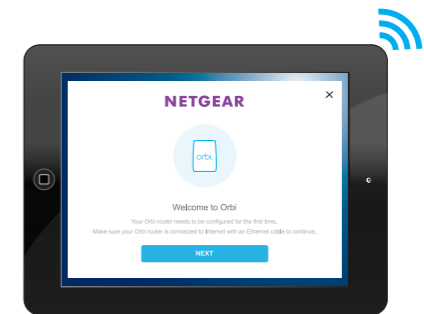 NETGEAR
×
orbi
Welcome to Orbi
Your Orbi router needs to be configured for the first time.
Make sure your Orbi router is connected to Internet with an Ethernet cable to continue.
NEXT